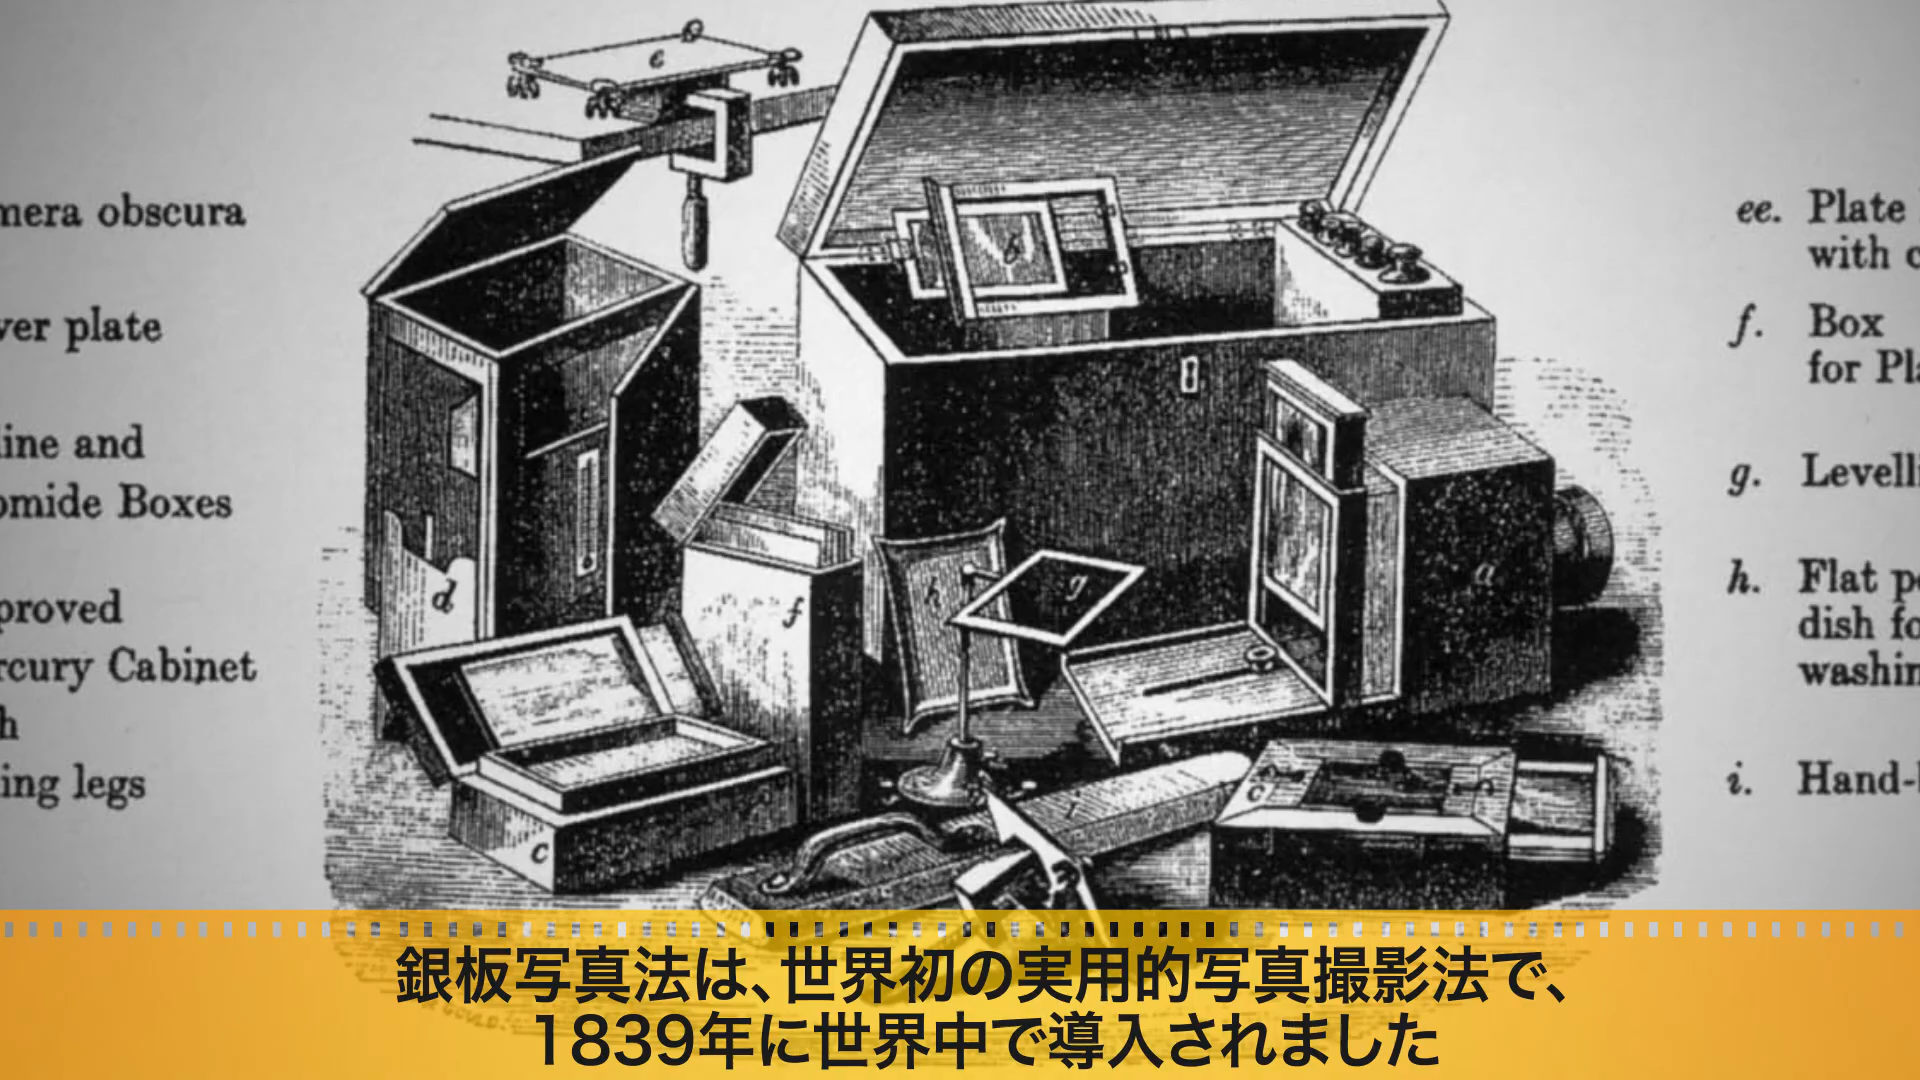 mera obscura
ver plate
line and
omide Boxes
proved
rcury Cabinet
h
ing legs
ee. Plate
with c
f. Box
for Pla
g. Levelli
h. Flat p
dish fo
washin
i. Hand-
e
b
a
d
f
h
g
c
c
i
銀板写真法は、世界初の実用的写真撮影法で、
1839年に世界中で導入されました